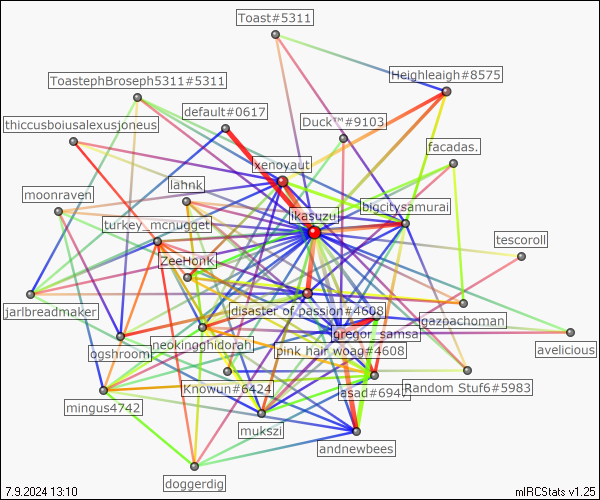 Toast#5311
Heighleaigh#8575
ToastephBroseph5311#5311
default#0617
Duck™#9103
thiccusboiusalexusjoneus
facadas.
xenoyaut
lahnk
moonraven
bigcitysamurai
ikasuzu
turkey_mcnugget
tescoroll
ZeeHonk
jarlbreadmaker
disaster of passion#4608
gazpachoman
gregor_samsa
neokingghidorah
avelicious
ogshroom
pink hair woag#4608
Knowun#6424
asad#6947
Random Stuf6#5983
mingus4742
mukszi
andnewbees
doggerdig
7.9.2024 13:10
mIRCStats v1.25